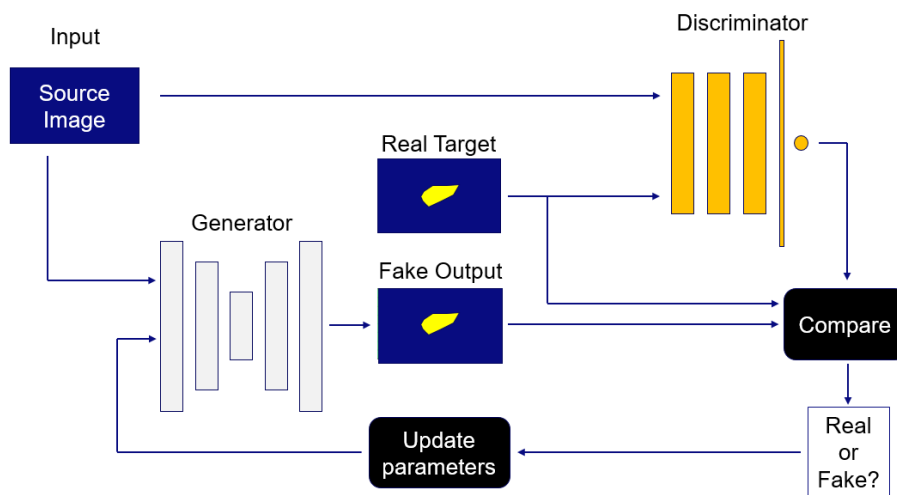 Input
Discriminator
Source
Image
Real Target
Generator
Fake Output
Compare
Update
parameters
Real
or
Fake?